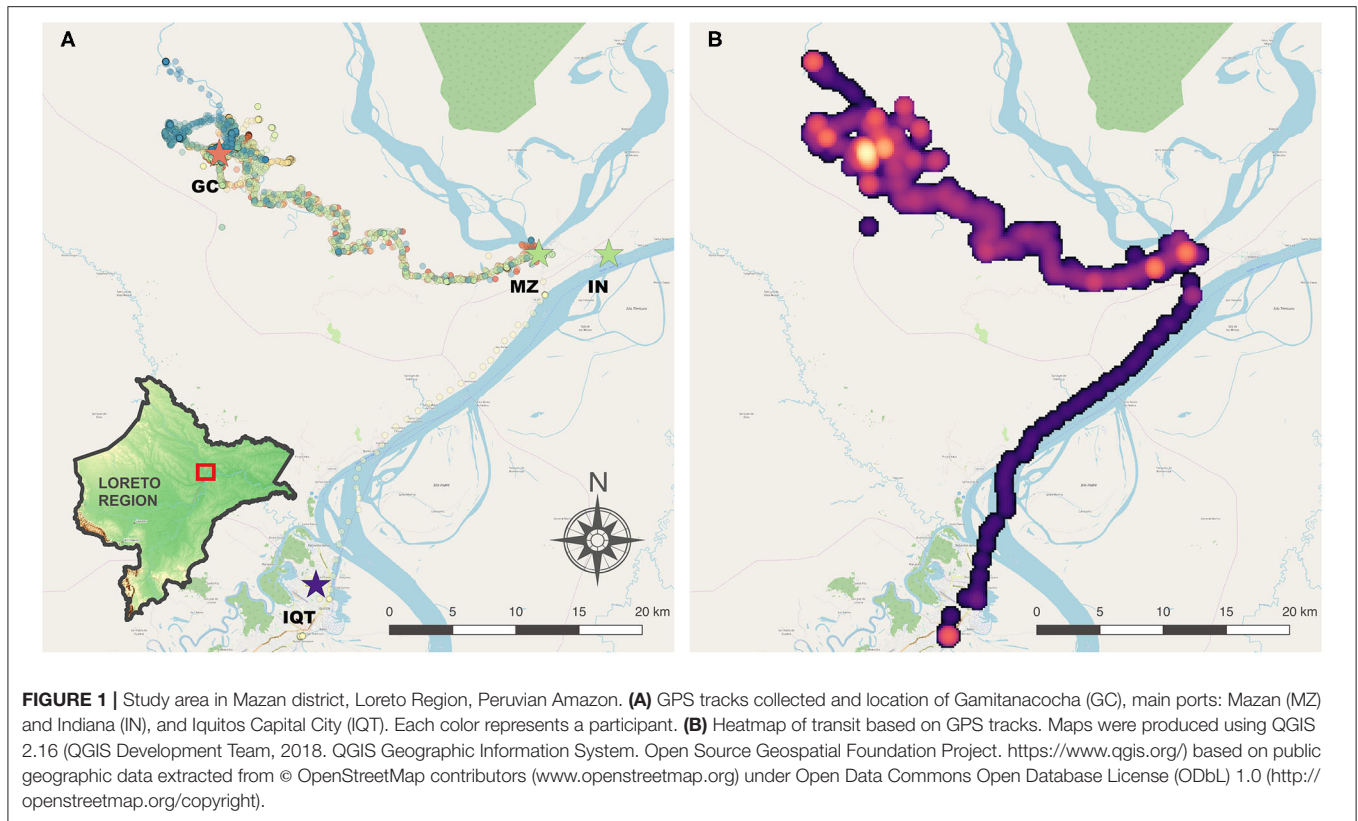 A
B
GC
MZ
IN
LORETO
REGION
N
IQT
0 5 10 15 20 km
0 5 10 15 20 km
FIGURE 1 | Study area in Mazan district, Loreto Region, Peruvian Amazon. (A) GPS tracks collected and location of Gamitanacocha (GC), main ports: Mazan (MZ)
and Indiana (IN), and Iquitos Capital City (IQT). Each color represents a participant. (B) Heatmap of transit based on GPS tracks. Maps were produced using QGIS
2.16 (QGIS Development Team, 2018. QGIS Geographic Information System. Open Source Geospatial Foundation Project. https://www.qgis.org/) based on public
geographic data extracted from © OpenStreetMap contributors (www.openstreetmap.org) under Open Data Commons Open Database License (ODbL) 1.0 (http://
openstreetmap.org/copyright).